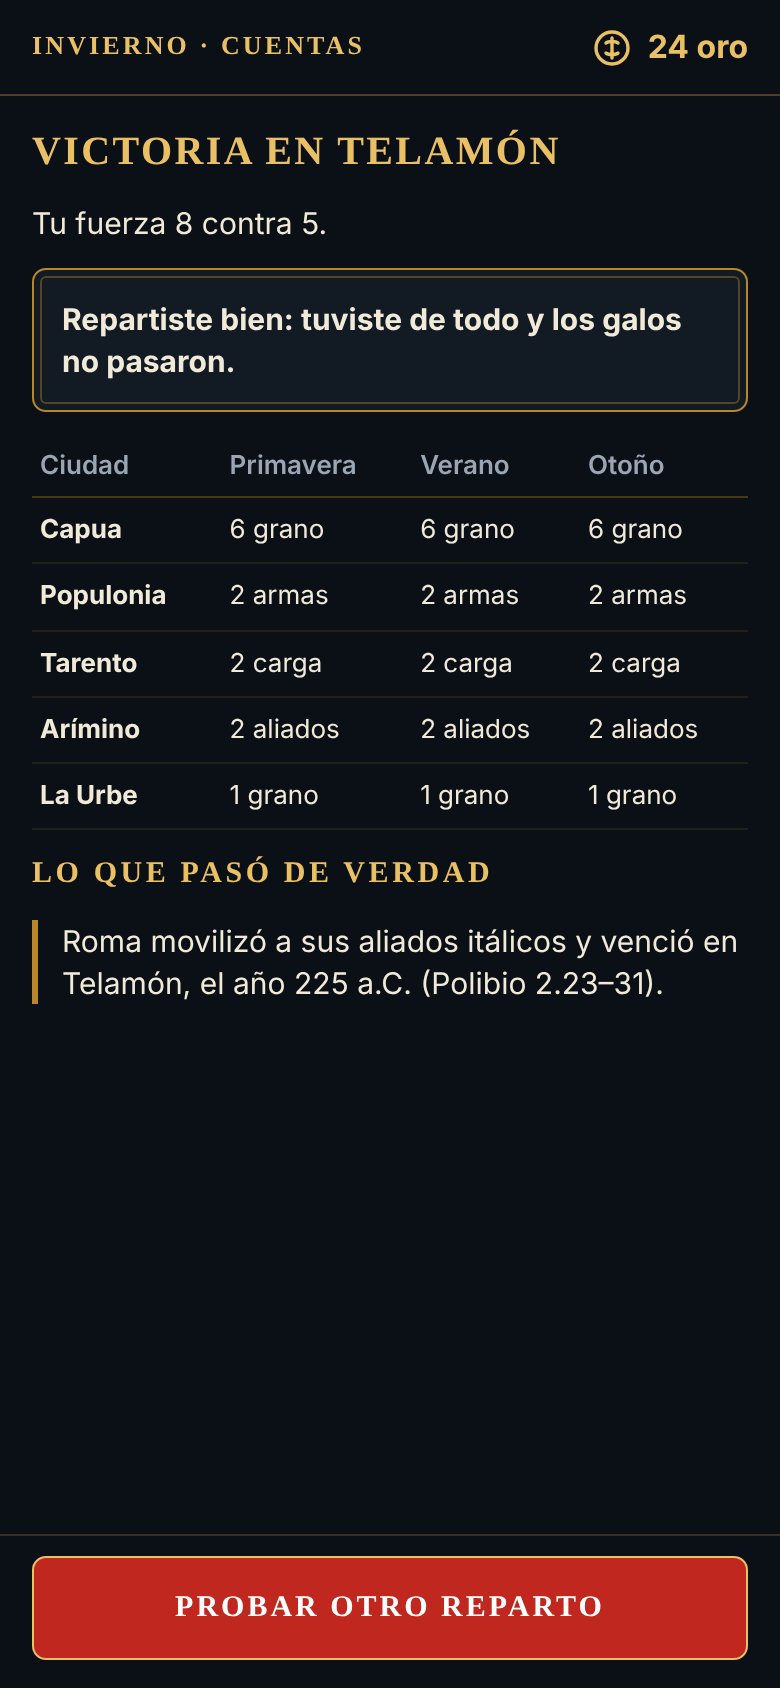 INVIERNO · CUENTAS
24 oro
VICTORIA EN TELAMÓN
Tu fuerza 8 contra 5.
Repartiste bien: tuviste de todo y los galos
no pasaron.
Ciudad Primavera Verano Otoño
Capua 6 grano 6 grano 6 grano
Populonia 2 armas 2 armas 2 armas
Tarento 2 carga 2 carga 2 carga
Arímino 2 aliados 2 aliados 2 aliados
La Urbe 1 grano 1 grano 1 grano
LO QUE PASÓ DE VERDAD
Roma movilizó a sus aliados itálicos y venció en
Telamón, el año 225 a.C. (Polibio 2.23–31).
PROBAR OTRO REPARTO